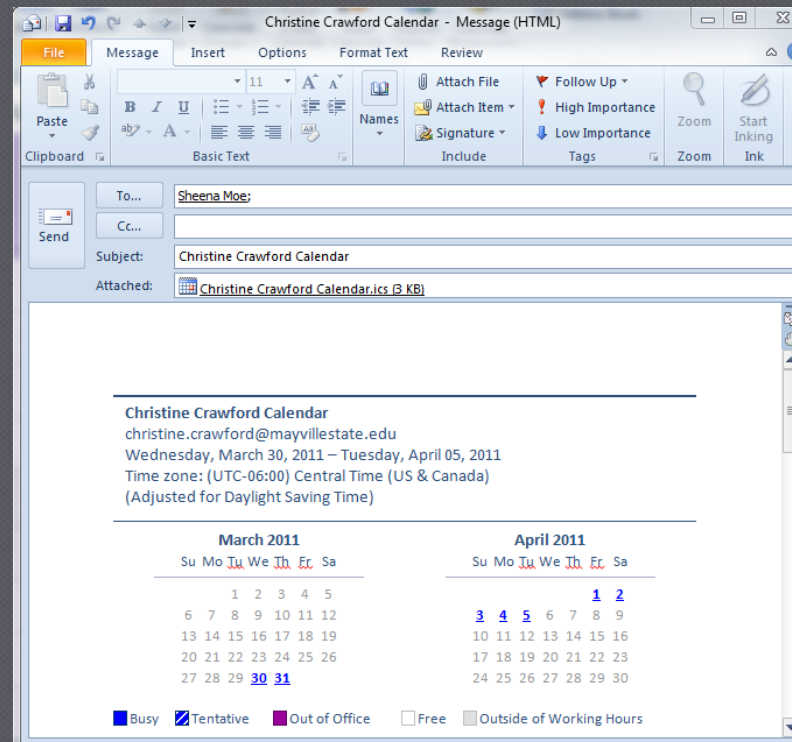 Christine Crawford Calendar - Message (HTML)
File Message Insert Options Format Text Review
11 A A Attach File Follow Up
Paste B I U Names Attach Item High Importance Zoom Start Inking
ab A Signature Low Importance
Clipboard Basic Text Include Tags Zoom Ink
To... Sheena Moe;
Send Cc...
Subject: Christine Crawford Calendar
Attached: Christine Crawford Calendar.ics (3 KB)
Christine Crawford Calendar
christine.crawford@mayvillestate.edu
Wednesday, March 30, 2011 – Tuesday, April 05, 2011
Time zone: (UTC-06:00) Central Time (US & Canada)
(Adjusted for Daylight Saving Time)
March 2011
Su Mo Tu We Th Fr Sa
1 2 3 4 5
6 7 8 9 10 11 12
13 14 15 16 17 18 19
20 21 22 23 24 25 26
27 28 29 30 31
April 2011
Su Mo Tu We Th Fr Sa
1 2
3 4 5 6 7 8 9
10 11 12 13 14 15 16
17 18 19 20 21 22 23
24 25 26 27 28 29 30
Busy Tentative Out of Office Free Outside of Working Hours